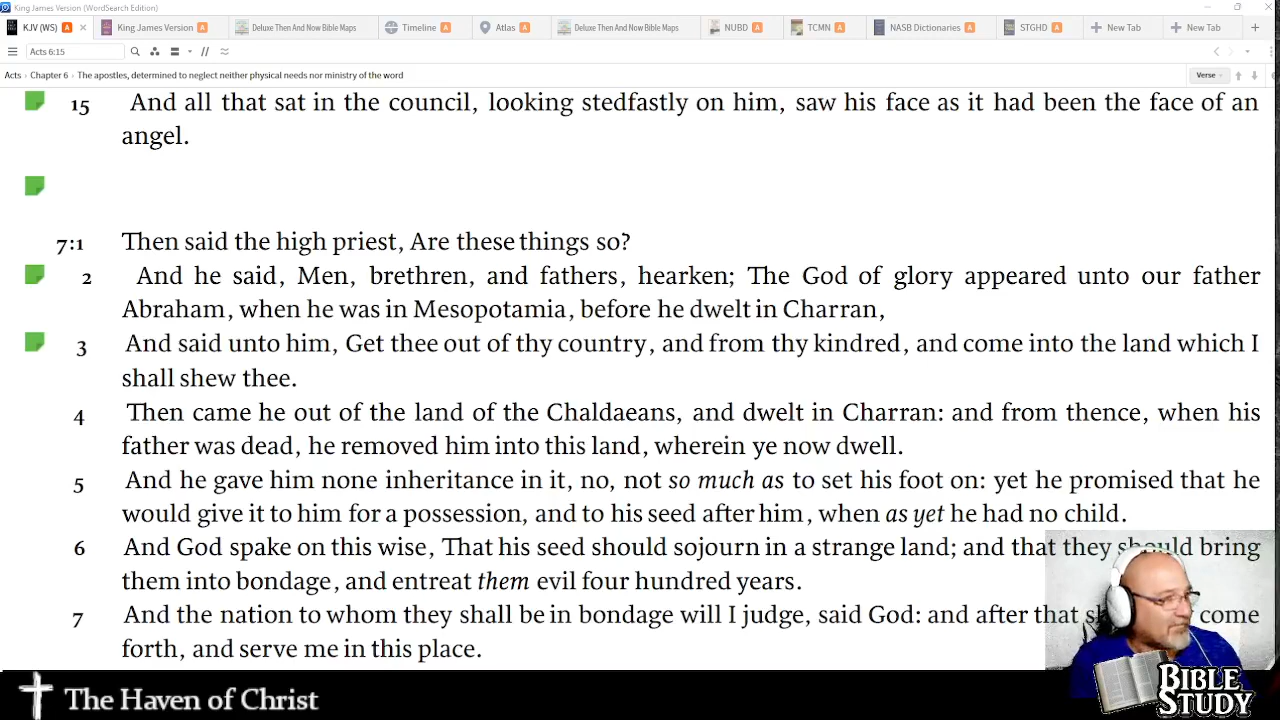 King James Version (WordSearch Edition)
KJV (WS) A × King James Version A Deluxe Then And Now Bible Maps Timeline A Atlas A Deluxe Then And Now Bible Maps NUBD A TCMN A NASB Dictionaries A STGHD A + New Tab + New Tab +
Acts 6:15
Acts › Chapter 6 › The apostles, determined to neglect neither physical needs nor ministry of the word Verse
15 And all that sat in the council, looking stedfastly on him, saw his face as it had been the face of an
angel.
7:1 Then said the high priest, Are these things so?
2 And he said, Men, brethren, and fathers, hearken; The God of glory appeared unto our father
Abraham, when he was in Mesopotamia, before he dwelt in Charran,
3 And said unto him, Get thee out of thy country, and from thy kindred, and come into the land which I
shall shew thee.
4 Then came he out of the land of the Chaldaeans, and dwelt in Charran: and from thence, when his
father was dead, he removed him into this land, wherein ye now dwell.
5 And he gave him none inheritance in it, no, not so much as to set his foot on: yet he promised that he
would give it to him for a possession, and to his seed after him, when as yet he had no child.
6 And God spake on this wise, That his seed should sojourn in a strange land; and that they should bring
them into bondage, and entreat them evil four hundred years.
7 And the nation to whom they shall be in bondage will I judge, said God: and after that come
forth, and serve me in this place.
The Haven of Christ
BIBLE
STUDY